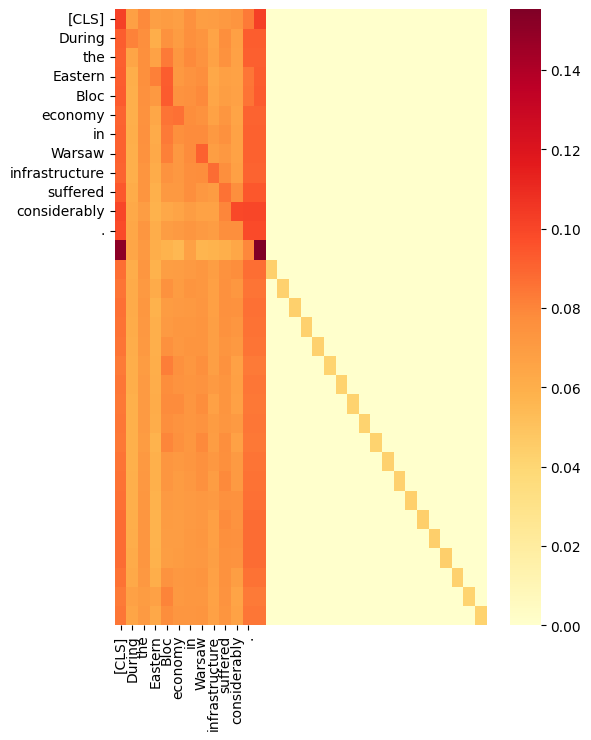 [CLS]
During
the
Eastern
Bloc
economy
in
Warsaw
infrastructure
suffered
considerably
.
0.14
0.12
0.10
0.08
0.06
0.04
0.02
0.00
[CLS]
During
the
Eastern
Bloc
economy
in
Warsaw
infrastructure
suffered
considerably
.